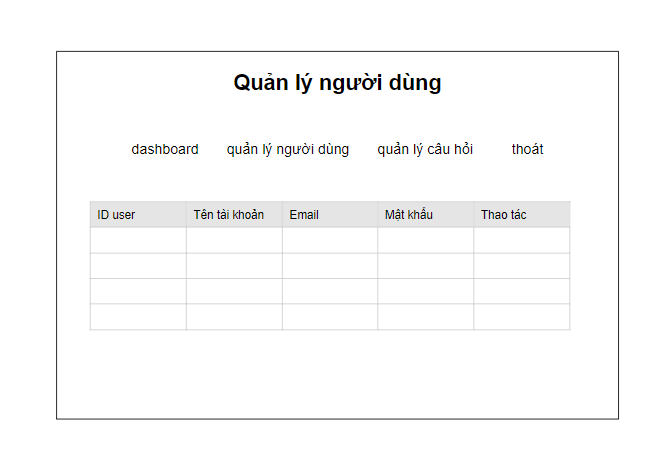 Quản lý người dùng
dashboard quản lý người dùng quản lý câu hỏi thoát
ID user Tên tài khoản Email Mật khẩu Thao tác